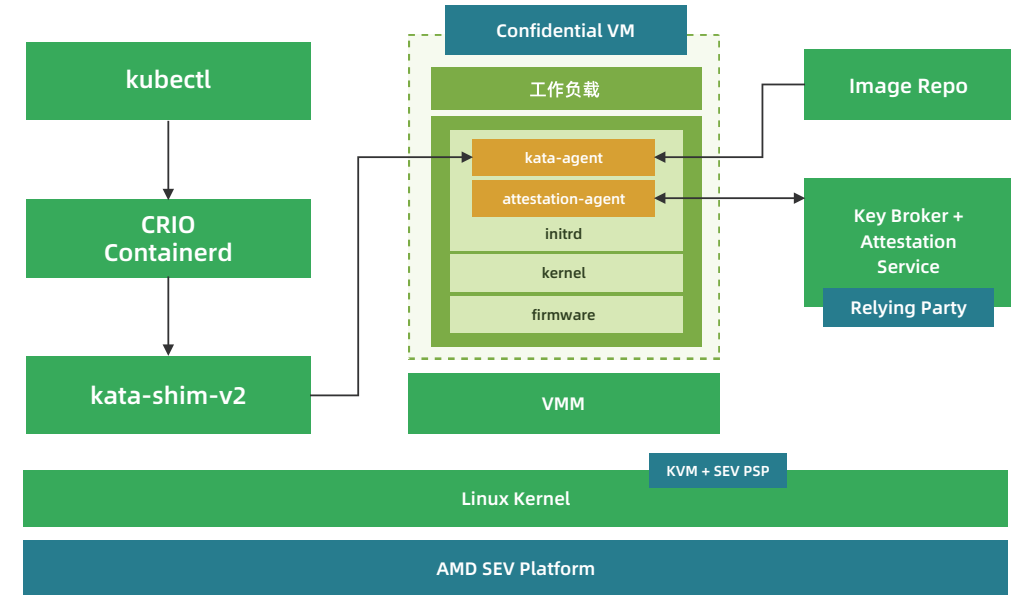 kubectl
CRIO
Containerd
kata-shim-v2
Confidential VM
工作负载
kata-agent
attestation-agent
initrd
kernel
firmware
VMM
Image Repo
Key Broker +
Attestation
Service
Relying Party
KVM + SEV PSP
Linux Kernel
AMD SEV Platform